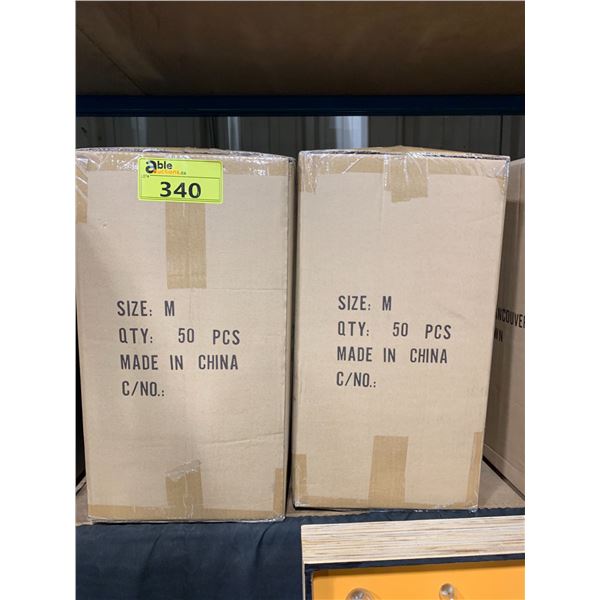 able
auctions.ca
LOT#
340
SIZE: M
QTY: 50 PCS
MADE IN CHINA
C/NO.:
SIZE: M
QTY: 50 PCS
MADE IN CHINA
C/NO.: